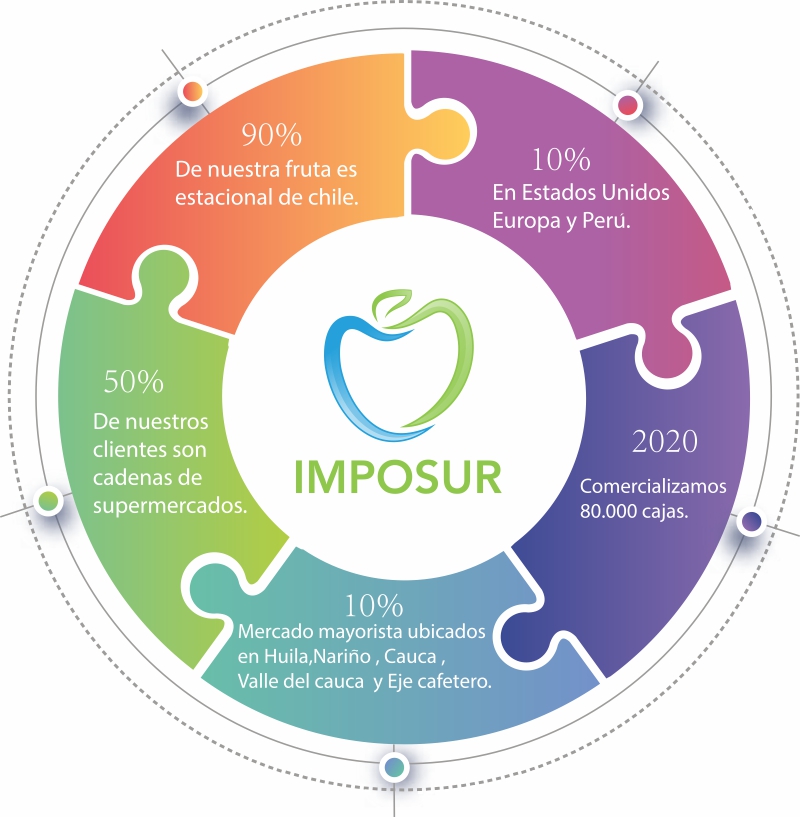 90%
De nuestra fruta es
estacional de chile.
10%
En Estados Unidos
Europa y Perú.
50%
De nuestros
clientes son
cadenas de
supermercados.
IMPOSUR
2020
Comercializamos
80.000 cajas.
10%
Mercado mayorista ubicados
en Huila,Nariño , Cauca ,
Valle del cauca y Eje cafetero.